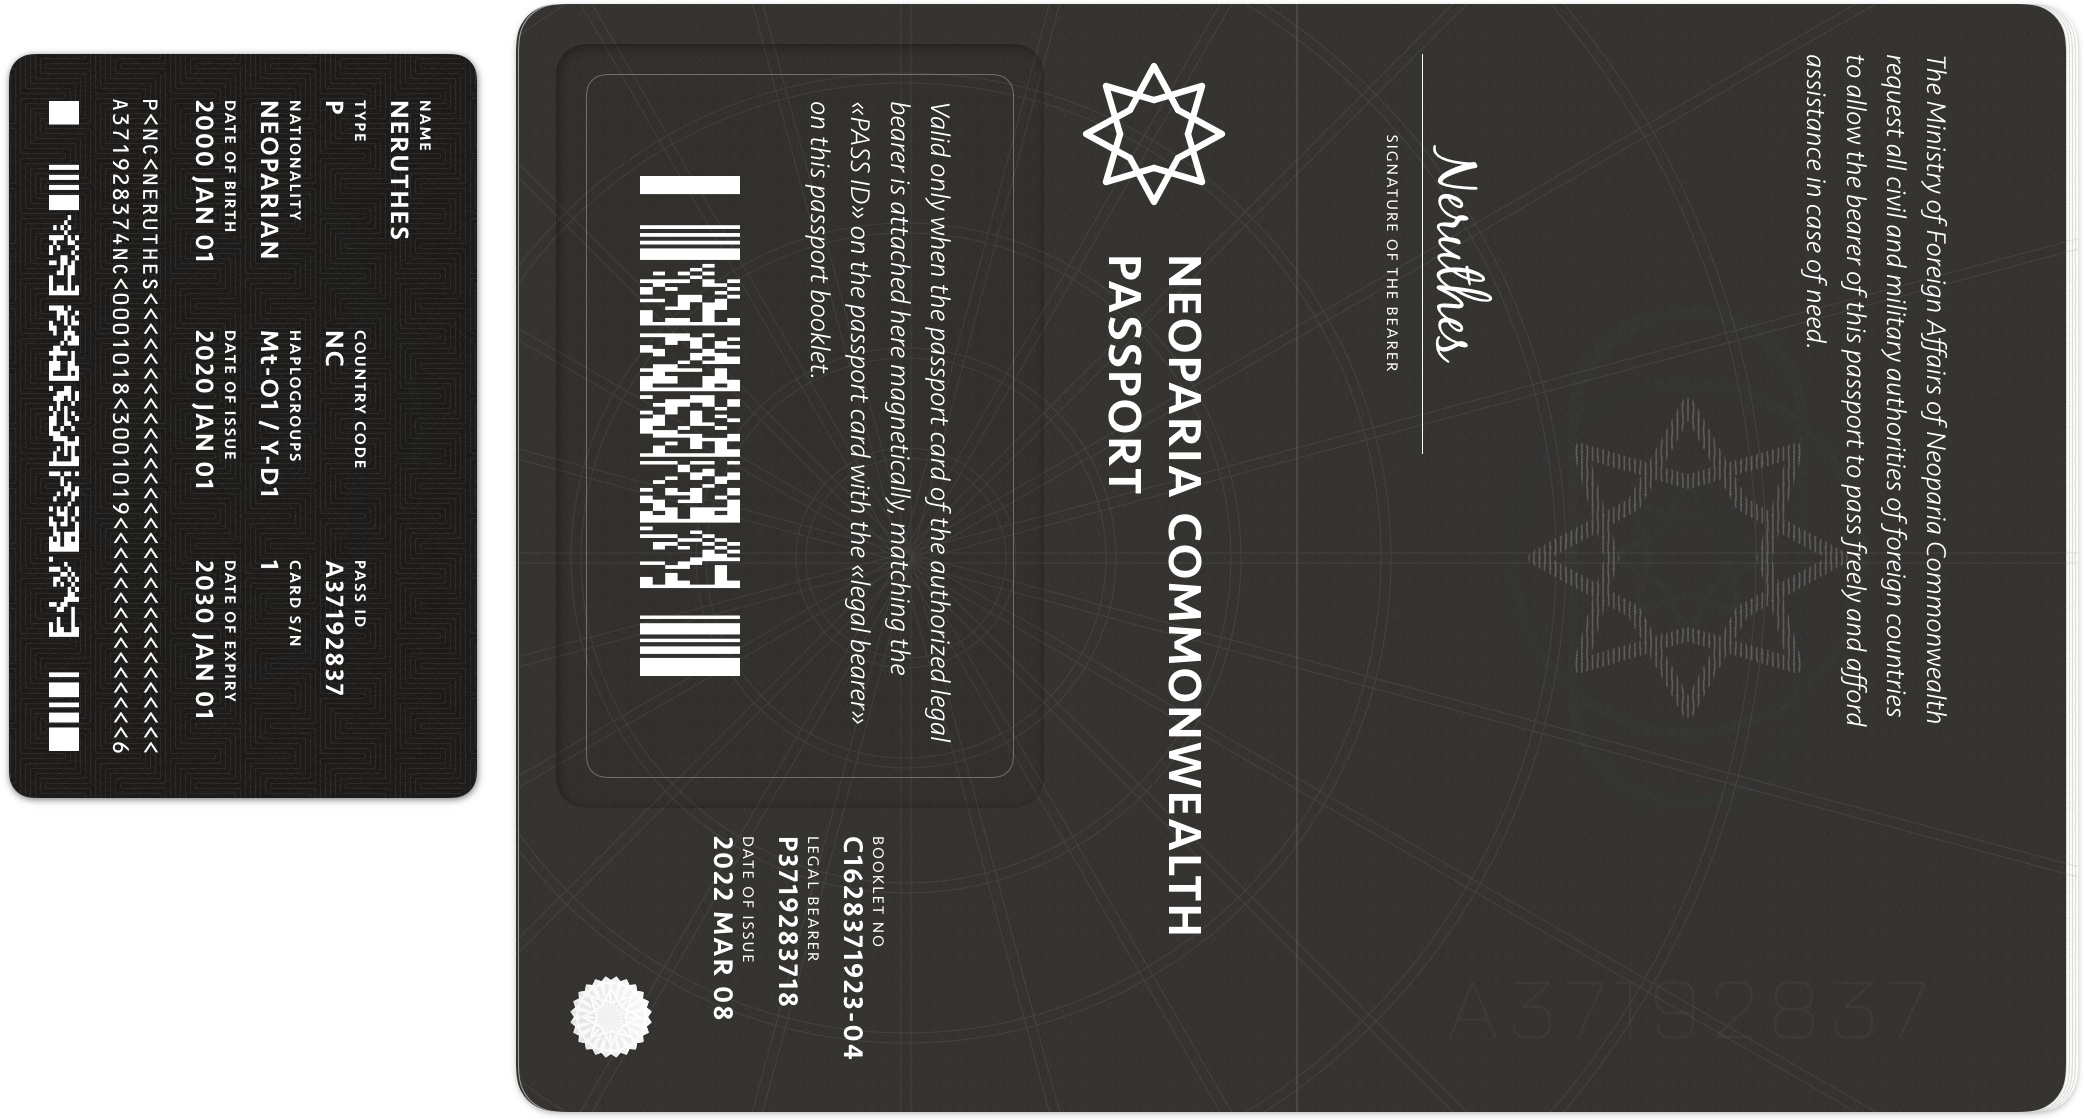 The Ministry of Foreign Affairs of Neoparia Commonwealth
request all civil and military authorities of foreign countries
to allow the bearer of this passport to pass freely and afford
assistance in case of need.
A37192837
Neruthes
SIGNATURE OF THE BEARER
NEOPARIA COMMONWEALTH
PASSPORT
Valid only when the passport card of the authorized legal
bearer is attached here magnetically, matching the
«PASS ID» on the passport card with the «legal bearer»
on this passport booklet.
BOOKLET NO
C1628371923-04
LEGAL BEARER
P3719283718
DATE OF ISSUE
2022 MAR 08
NAME
NERUTHES
TYPE COUNTRY CODE PASS ID
P NC A37192837
NATIONALITY HAPLOGROUPS CARD S/N
NEOPARIAN Mt-O1 / Y-D1 1
DATE OF BIRTH DATE OF ISSUE DATE OF EXPIRY
2000 JAN 01 2020 JAN 01 2030 JAN 01
P<NC<NERUTHES<<<<<<<<<<<<<<<<<<<<<<<<<<<<<<<
A371928374NC<0001018<3001019<<<<<<<<<<<<<<<6